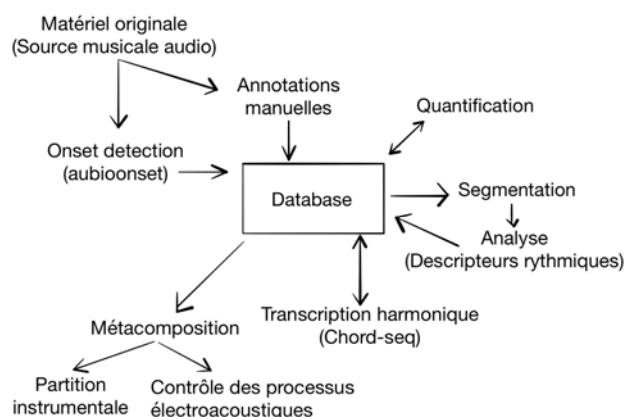 Matériel originale
(Source musicale audio)
Annotations
manuelles
Quantification
Onset detection
(aubioonset)
Database
Segmentation
Analyse
(Descripteurs rythmiques)
Transcription harmonique
(Chord-seq)
Métacomposition
Partition
instrumentale
Contrôle des processus
électroacoustiques